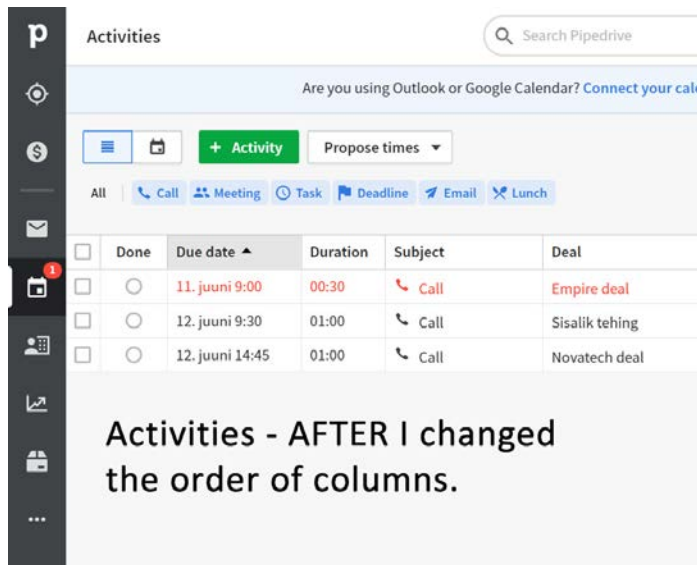 p
Activities
Search Pipedrive
Are you using Outlook or Google Calendar? Connect your cal
+ Activity
Propose times
All Call Meeting Task Deadline Email Lunch
Done Due date Duration Subject Deal
1
11. juuni 9:00 00:30 Call Empire deal
12. juuni 9:30 01:00 Call Sisalik tehing
12. juuni 14:45 01:00 Call Novatech deal
Activities - AFTER I changed
the order of columns.